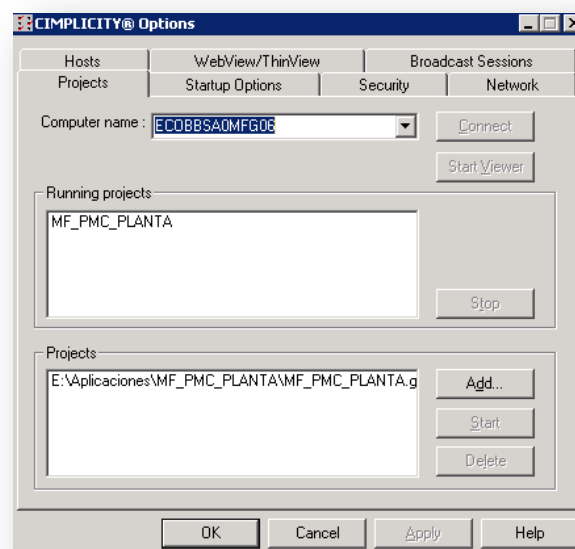 CIMPLICITY® Options
Hosts WebView/ThinView Broadcast Sessions
Projects Startup Options Security Network
Computer name : ECOBBSA0MFG06 Connect
Start Viewer
Running projects
MF_PMC_PLANTA
Stop
Projects
E:\Aplicaciones\MF_PMC_PLANTA\MF_PMC_PLANTA.g Add...
Start
Delete
OK Cancel Apply Help